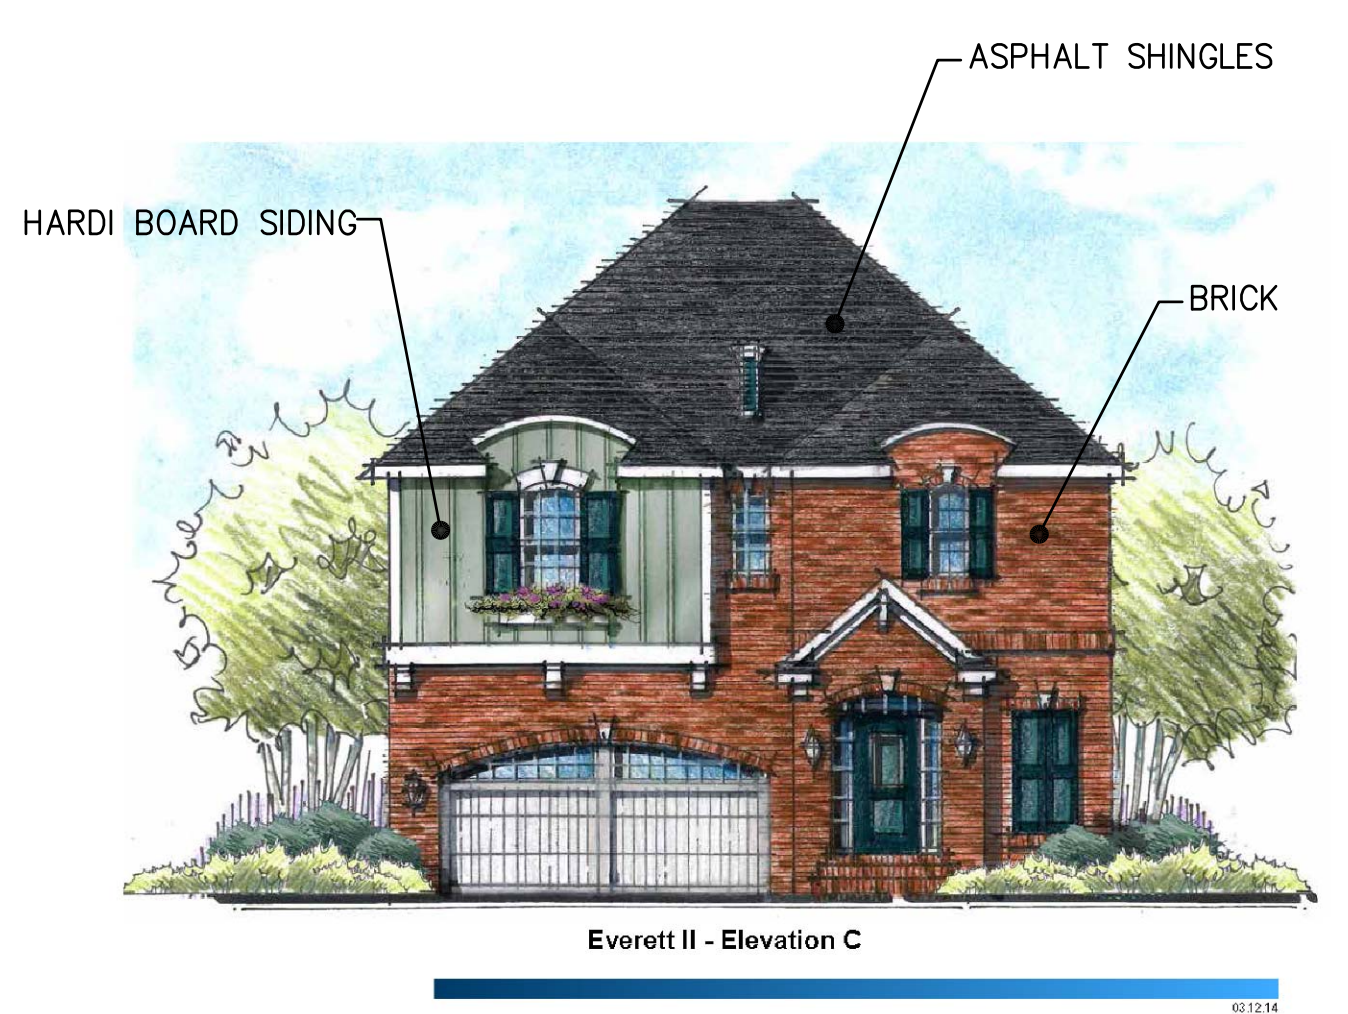 ASPHALT SHINGLES
HARDI BOARD SIDING
BRICK
Everett II - Elevation C
03.12.14